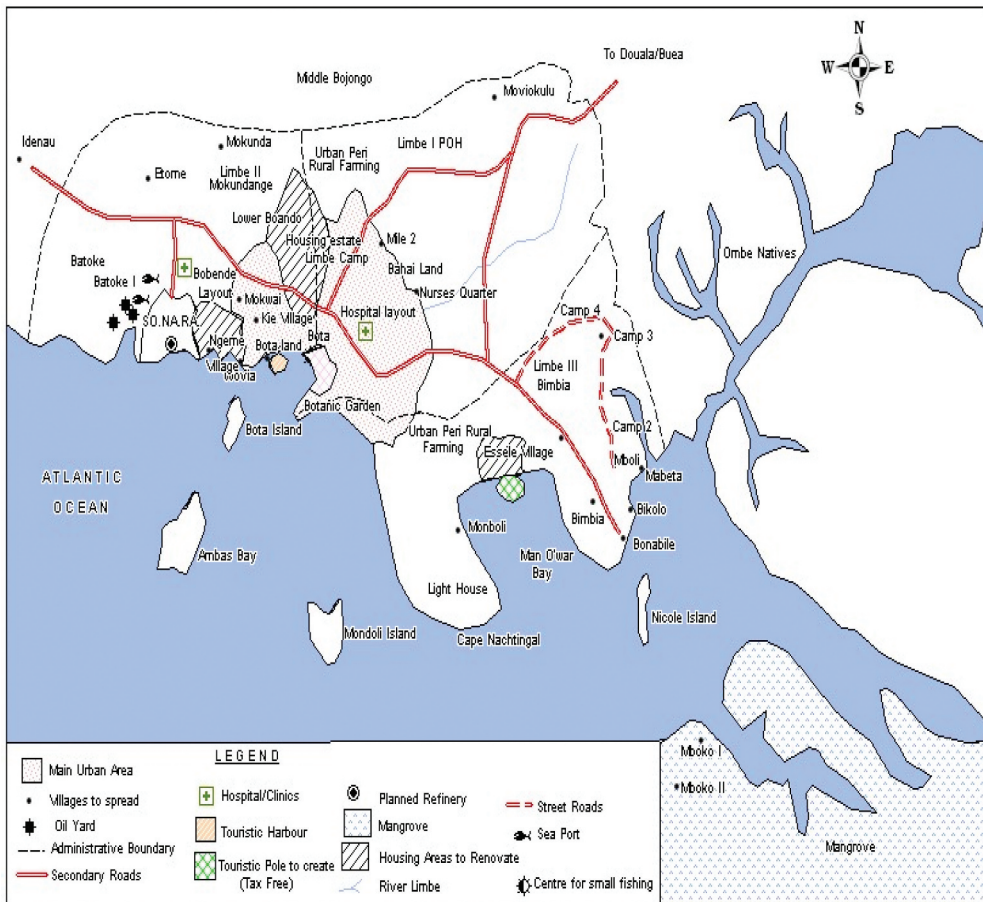 N
W E
S
To Douala/Buea
Middle Bojongo
Moviokulu
Idenau
Mokunda
Urban Peri
Rural Farming
Limbe I POH
Etome
Limbe II
Mokundange
Lower Boando
Ombe Natives
Housing estate
Limbe Camp
Mile 2
Batoke
Batoke I
Bobende
Layout
Bahai Land
Nurses Quarter
Mokwai
Kie Village
Hospital layout
Camp 4
Camp 3
SO.NA.RA
Ngeme
Village
Wovia
Bota-land
Bota
Limbe III
Bimbia
Botanic Garden
Bota Island
Urban Peri Rural
Farming
Essele Village
Camp 2
Mboli
Mabeta
ATLANTIC
OCEAN
Bimbia
Bikolo
Monboli
Bonabile
Ambas Bay
Man O'war
Bay
Light House
Nicole Island
Mondoli Island
Cape Nachtingal
Mboko I
Mboko II
Mangrove
LEGEND
Main Urban Area
Villages to spread
Oil Yard
Administrative Boundary
Secondary Roads
Hospital/Clinics
Touristic Harbour
Touristic Pole to create
(Tax Free)
Planned Refinery
Mangrove
Housing Areas to Renovate
River Limbe
Street Roads
Sea Port
Centre for small fishing